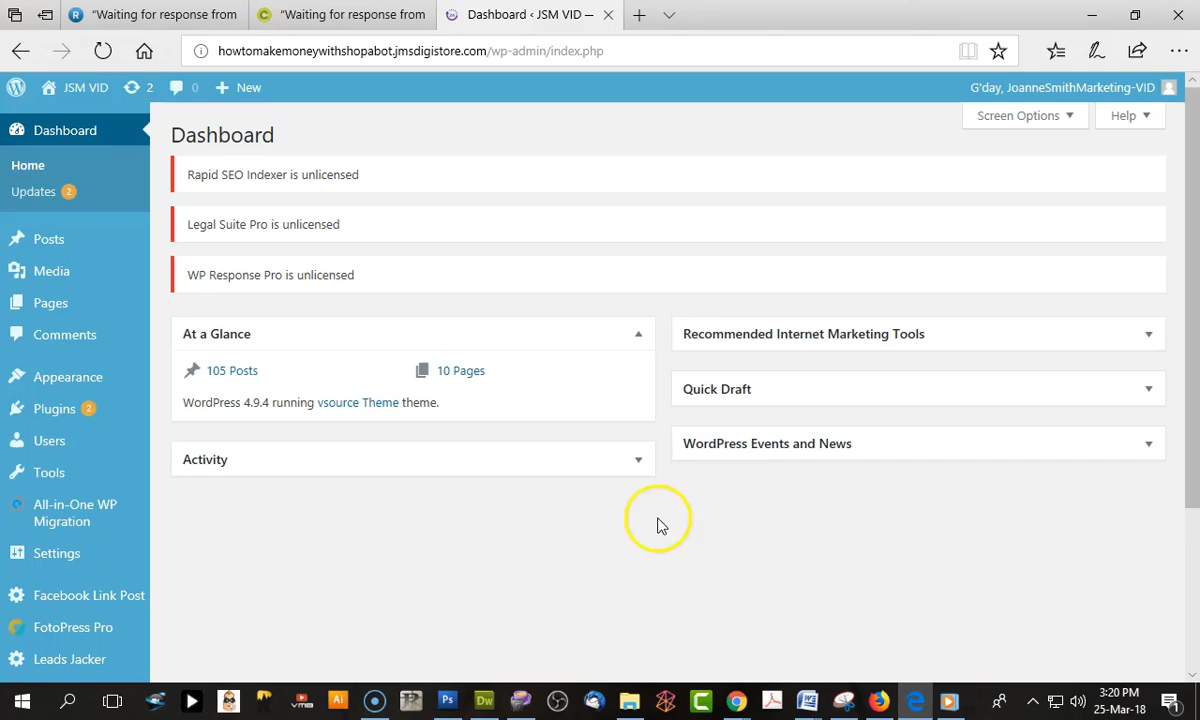 "Waiting for response from
"Waiting for response from
Dashboard ‹ JSM VID —
howtomakemoneywithshopabot.jmsdigistore.com/wp-admin/index.php
JSM VID
2
0
New
G'day, JoanneSmithMarketing-VID
Dashboard
Home
Updates 2
Posts
Media
Pages
Comments
Appearance
Plugins 2
Users
Tools
All-in-One WP
Migration
Settings
Facebook Link Post
FotoPress Pro
Leads Jacker
Screen Options
Help
Dashboard
Rapid SEO Indexer is unlicensed
Legal Suite Pro is unlicensed
WP Response Pro is unlicensed
At a Glance
105 Posts
10 Pages
WordPress 4.9.4 running vsource Theme theme.
Activity
Recommended Internet Marketing Tools
Quick Draft
WordPress Events and News
Ai
Ps
Dw
3:20 PM
25-Mar-18
1